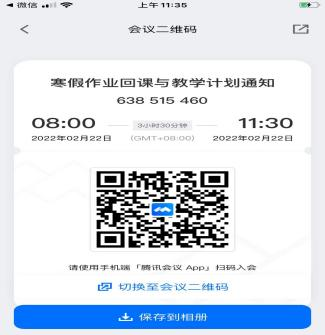 微信 上午11:35
会议二维码
寒假作业回课与教学计划通知
638 515 460
08:00 3小时30分钟 11:30
2022年02月22日 (GMT+08:00) 2022年02月22日
请使用手机端「腾讯会议 App」扫码入会
切换至会议二维码
保存到相册